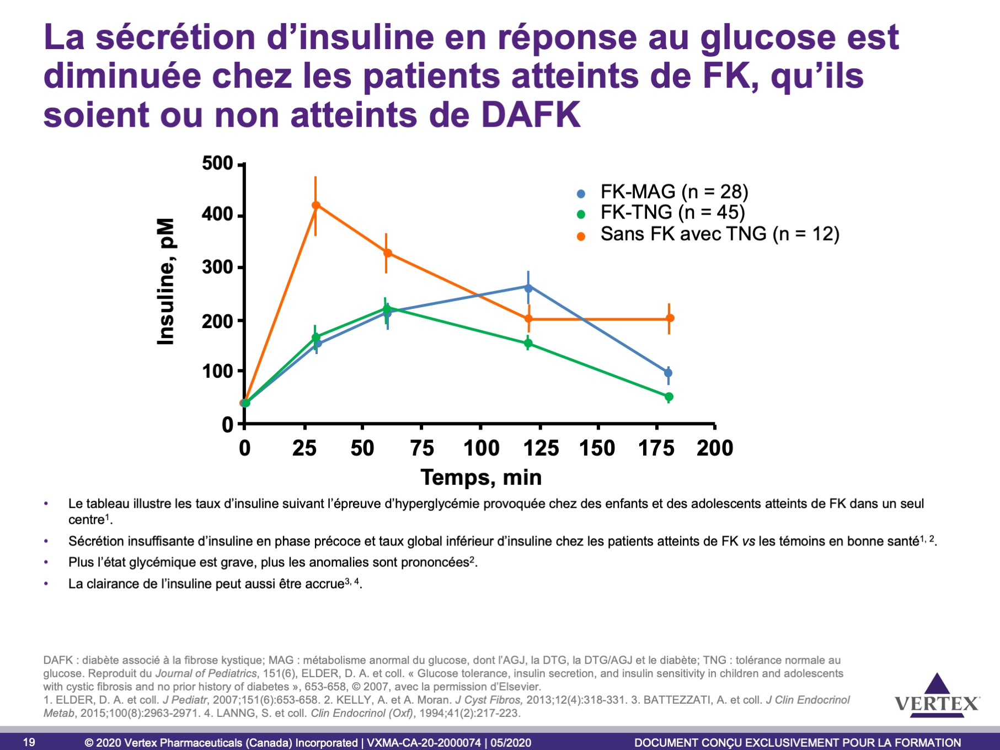 La sécrétion d’insuline en réponse au glucose est
diminuée chez les patients atteints de FK, qu’ils
soient ou non atteints de DAFK
500
400
300
200
100
0
Insuline, pM
FK-MAG (n = 28)
FK-TNG (n = 45)
Sans FK avec TNG (n = 12)
0 25 50 75 100 125 150 175 200
Temps, min
• Le tableau illustre les taux d’insuline suivant l’épreuve d’hyperglycémie provoquée chez des enfants et des adolescents atteints de FK dans un seul
centre¹.
• Sécrétion insuffisante d’insuline en phase précoce et taux global inférieur d’insuline chez les patients atteints de FK vs les témoins en bonne santé¹, ².
• Plus l’état glycémique est grave, plus les anomalies sont prononcées².
• La clairance de l’insuline peut aussi être accrue³, ⁴.
DAFK : diabète associé à la fibrose kystique; MAG : métabolisme anormal du glucose, dont l’AGJ, la DTG, la DTG/AGJ et le diabète; TNG : tolérance normale au
glucose. Reproduit du Journal of Pediatrics, 151(6), ELDER, D. A. et coll. « Glucose tolerance, insulin secretion, and insulin sensitivity in children and adolescents
with cystic fibrosis and no prior history of diabetes », 653-658, © 2007, avec la permission d’Elsevier.
1. ELDER, D. A. et coll. J Pediatr, 2007;151(6):653-658. 2. KELLY, A. et A. Moran. J Cyst Fibros, 2013;12(4):318-331. 3. BATTEZZATI, A. et coll. J Clin Endocrinol
Metab, 2015;100(8):2963-2971. 4. LANNG, S. et coll. Clin Endocrinol (Oxf), 1994;41(2):217-223.
VERTEX
19 © 2020 Vertex Pharmaceuticals (Canada) Incorporated | VXMA-CA-20-2000074 | 05/2020 DOCUMENT CONÇU EXCLUSIVEMENT POUR LA FORMATION